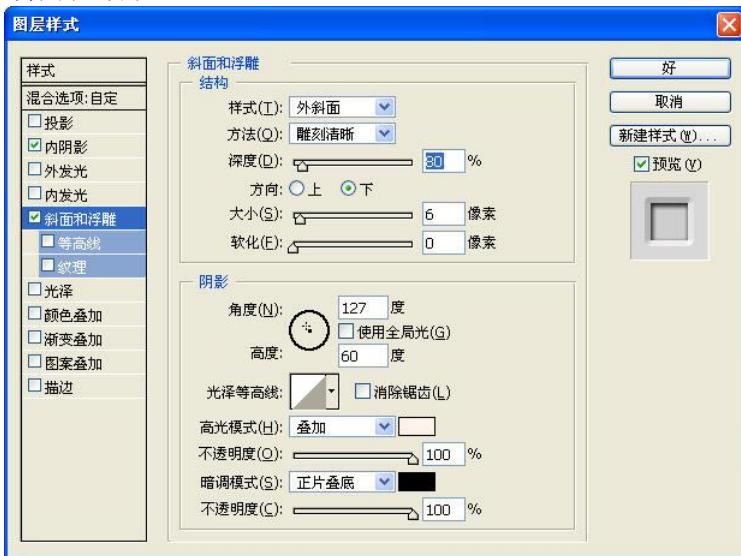 图层样式
样式
混合选项:自定
投影
内阴影
外发光
内发光
斜面和浮雕
等高线
纹理
光泽
颜色叠加
渐变叠加
图案叠加
描边
斜面和浮雕
结构
样式(T): 外斜面
方法(Q): 雕刻清晰
深度(D): 80 %
方向: 上 下
大小(S): 6 像素
软化(F): 0 像素
阴影
角度(N): 127 度
使用全局光(G)
高度: 60 度
光泽等高线: 消除锯齿(L)
高光模式(H): 叠加
不透明度(O): 100 %
暗调模式(S): 正片叠底
不透明度(C): 100 %
好
取消
新建样式(W)...
预览(V)